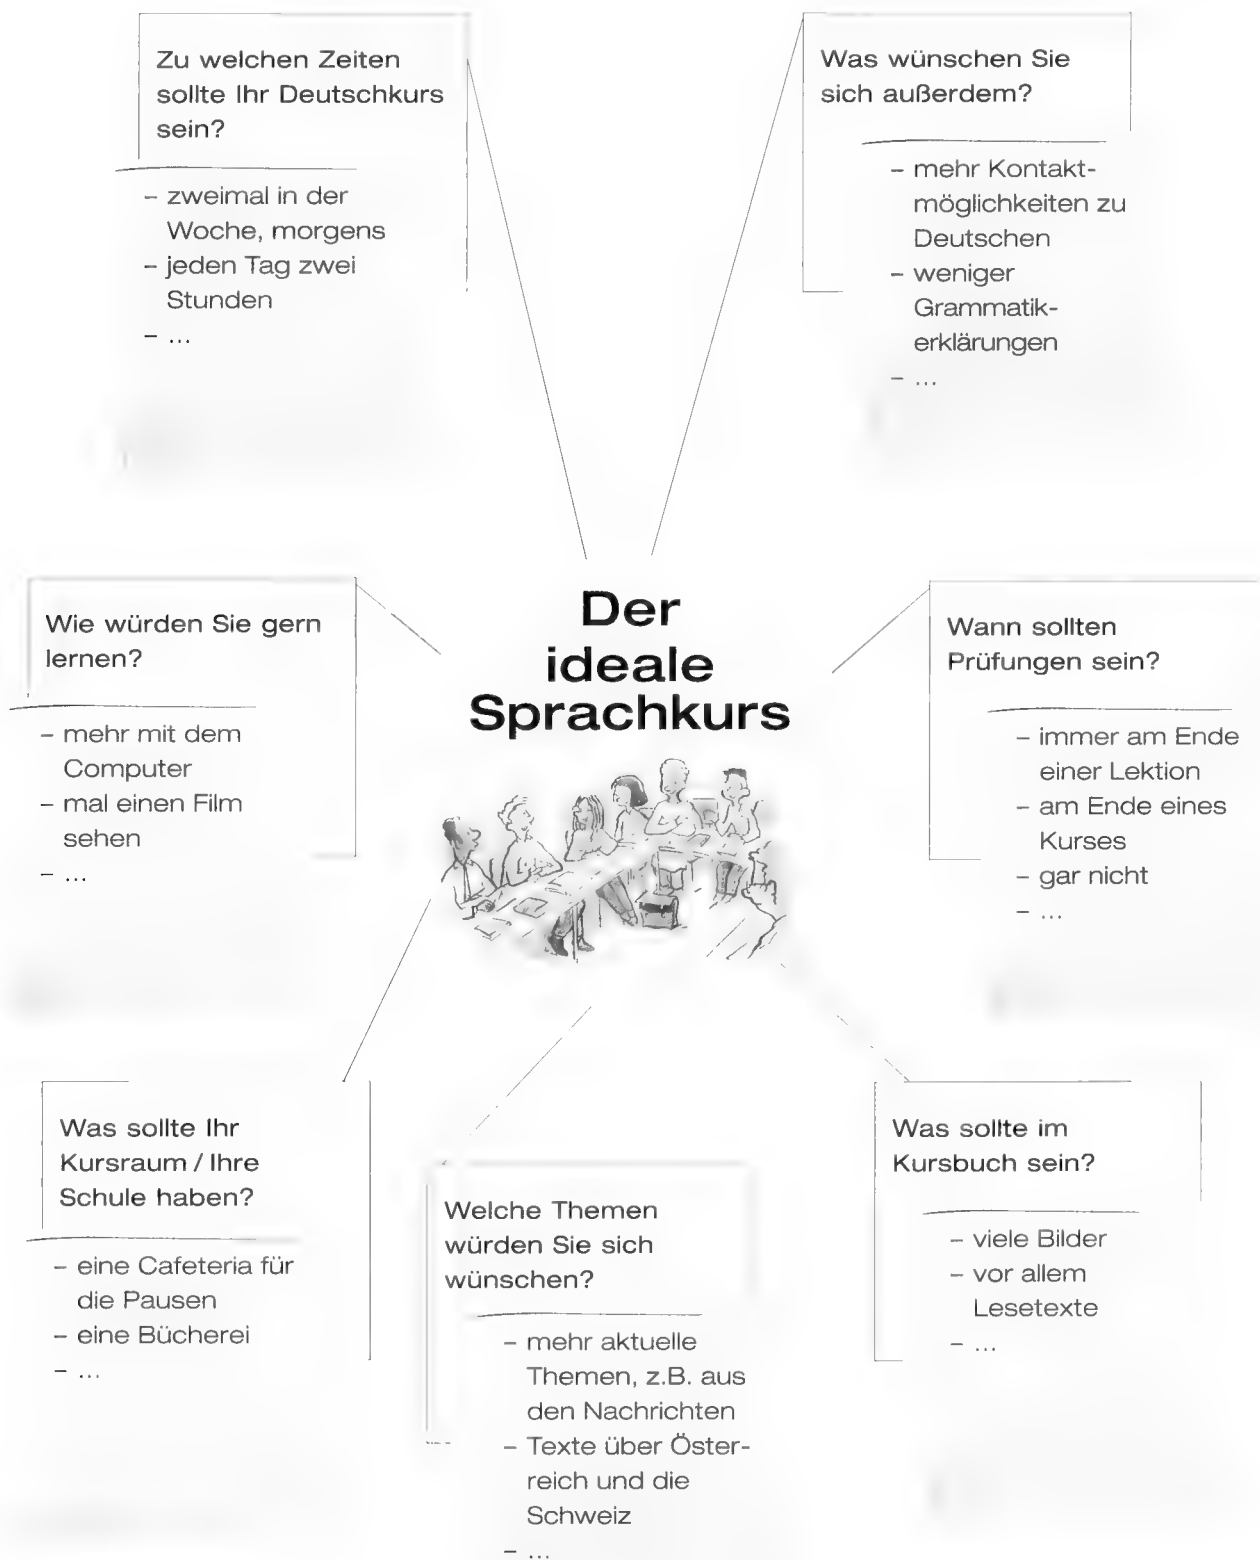 Zu welchen Zeiten
sollte Ihr Deutschkurs
sein?
– zweimal in der
Woche, morgens
– jeden Tag zwei
Stunden
– ...
Was wünschen Sie
sich außerdem?
– mehr Kontakt-
möglichkeiten zu
Deutschen
– weniger
Grammatik-
erklärungen
– ...
Der
ideale
Sprachkurs
Wie würden Sie gern
lernen?
– mehr mit dem
Computer
– mal einen Film
sehen
– ...
Wann sollten
Prüfungen sein?
– immer am Ende
einer Lektion
– am Ende eines
Kurses
– gar nicht
– ...
Was sollte Ihr
Kursraum / Ihre
Schule haben?
– eine Cafeteria für
die Pausen
– eine Bücherei
– ...
Welche Themen
würden Sie sich
wünschen?
– mehr aktuelle
Themen, z.B. aus
den Nachrichten
– Texte über Öster-
reich und die
Schweiz
– ...
Was sollte im
Kursbuch sein?
– viele Bilder
– vor allem
Lesetexte
– ...